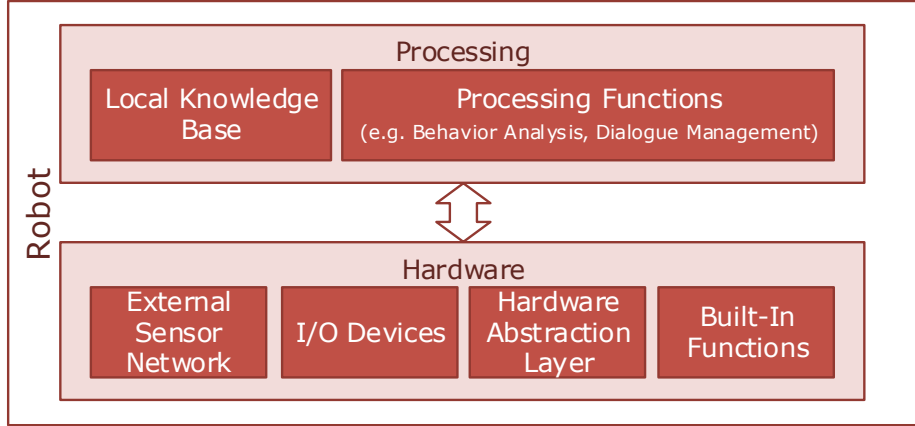 Robot
Processing
Local Knowledge
Base
Processing Functions
(e.g. Behavior Analysis, Dialogue Management)
Hardware
External
Sensor
Network
I/O Devices
Hardware
Abstraction
Layer
Built-In
Functions